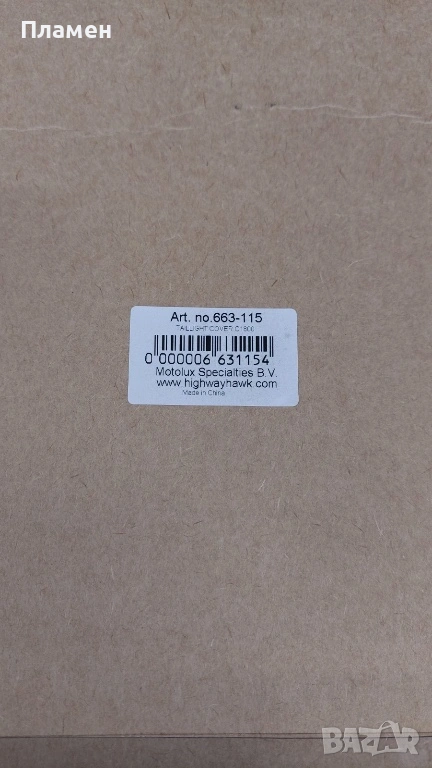 Пламен
Art. no.663-115
TAILLIGHT COVER C1800
0 000006 631154
Motolux Specialties B.V.
www.highwayhawk.com
Made in China
BAZAR